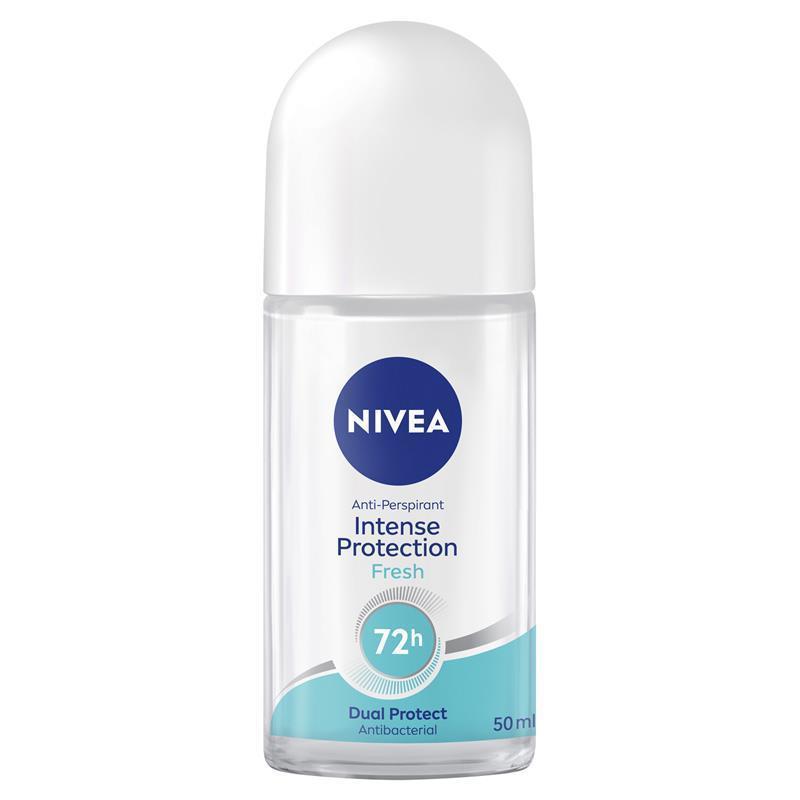 NIVEA
Anti-Perspirant
Intense
Protection
Fresh
72h
Dual Protect
Antibacterial
50 ml